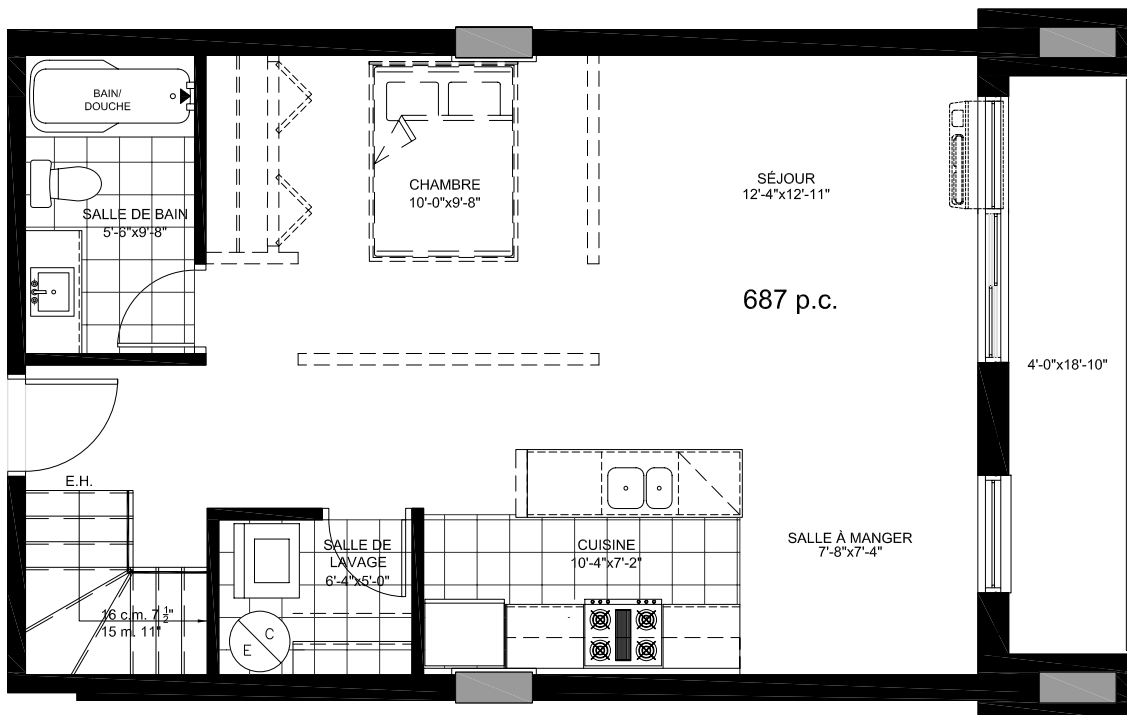 BAIN/
DOUCHE
SALLE DE BAIN
5'-6"x9'-8"
CHAMBRE
10'-0"x9'-8"
SÉJOUR
12'-4"x12'-11"
687 p.c.
4'-0"x18'-10"
E.H.
16 c.m. 7 1/2"
15 m. 11"
SALLE DE
LAVAGE
6'-4"x5'-0"
C
E
CUISINE
10'-4"x7'-2"
SALLE À MANGER
7'-8"x7'-4"